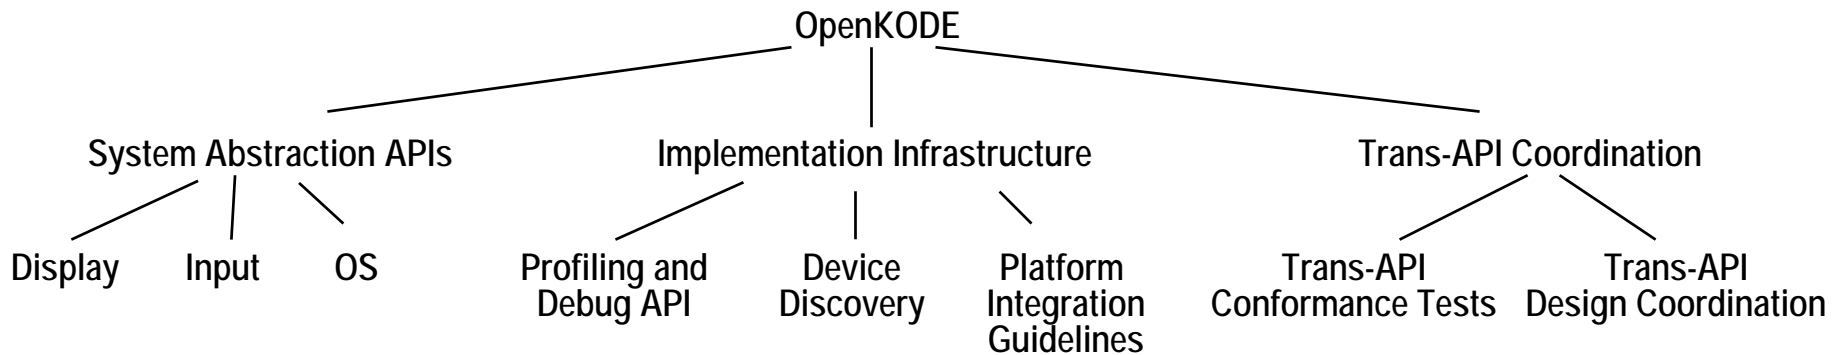 OpenKODE
System Abstraction APIs
Implementation Infrastructure
Trans-API Coordination
Display
Input
OS
Profiling and
Debug API
Device
Discovery
Platform
Integration
Guidelines
Trans-API
Conformance Tests
Trans-API
Design Coordination